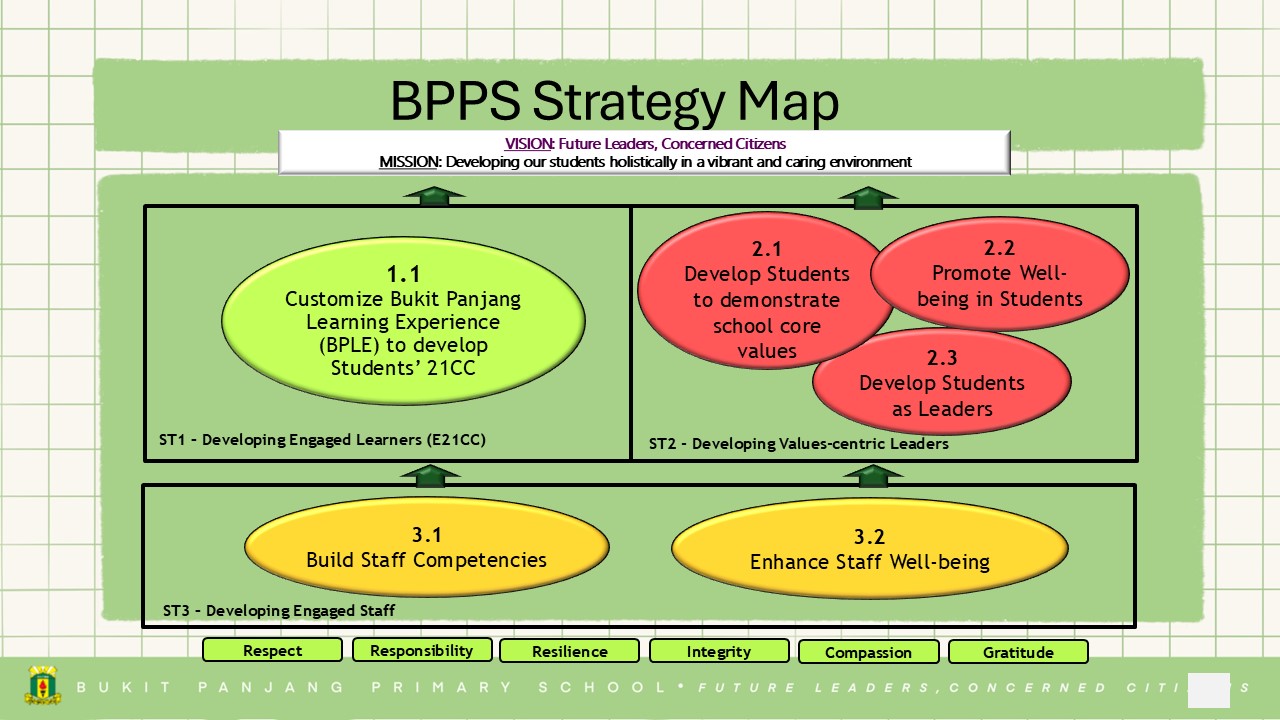 BPPS Strategy Map
VISION: Future Leaders, Concerned Citizens
MISSION: Developing our students holistically in a vibrant and caring environment
1.1
Customize Bukit Panjang
Learning Experience
(BPLE) to develop
Students’ 21CC
ST1 – Developing Engaged Learners (E21CC)
2.1
Develop Students
to demonstrate
school core
values
2.2
Promote Well-
being in Students
2.3
Develop Students
as Leaders
ST2 - Developing Values-centric Leaders
3.1
Build Staff Competencies
3.2
Enhance Staff Well-being
ST3 – Developing Engaged Staff
Respect
Responsibility
Resilience
Integrity
Compassion
Gratitude
BUKIT PANJANG PRIMARY SCHOOL• FUTURE LEADERS,CONCERNED